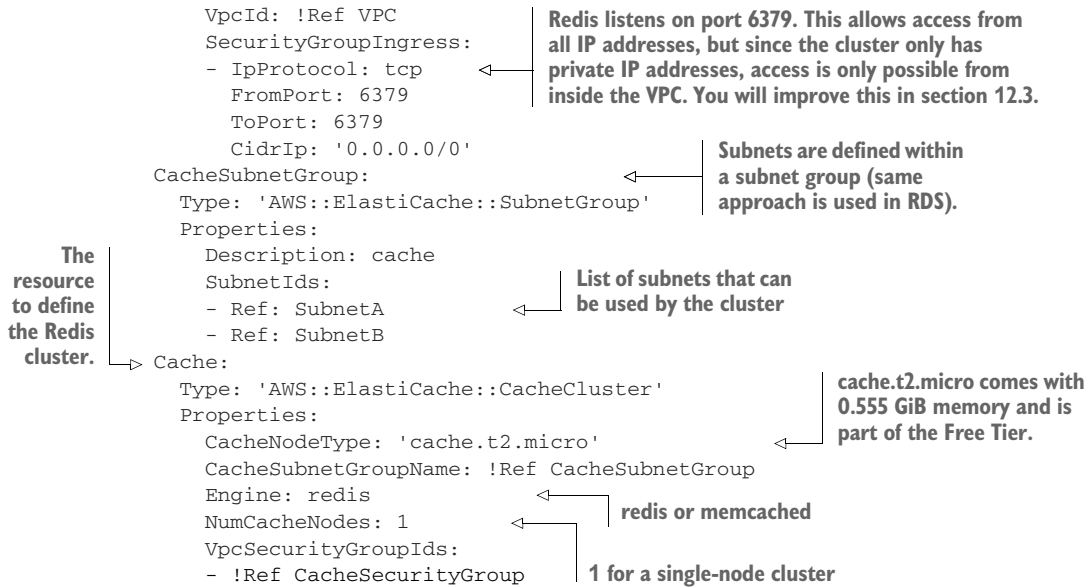 VpcId: !Ref VPC
SecurityGroupIngress:
- IpProtocol: tcp
FromPort: 6379
ToPort: 6379
CidrIp: '0.0.0.0/0'
Redis listens on port 6379. This allows access from
all IP addresses, but since the cluster only has
private IP addresses, access is only possible from
inside the VPC. You will improve this in section 12.3.
CacheSubnetGroup:
Type: 'AWS::ElastiCache::SubnetGroup'
Properties:
Description: cache
SubnetIds:
- Ref: SubnetA
- Ref: SubnetB
Subnets are defined within
a subnet group (same
approach is used in RDS).
List of subnets that can
be used by the cluster
The
resource
to define
the Redis
cluster.
Cache:
Type: 'AWS::ElastiCache::CacheCluster'
Properties:
CacheNodeType: 'cache.t2.micro'
CacheSubnetGroupName: !Ref CacheSubnetGroup
Engine: redis
NumCacheNodes: 1
VpcSecurityGroupIds:
- !Ref CacheSecurityGroup
cache.t2.micro comes with
0.555 GiB memory and is
part of the Free Tier.
redis or memcached
1 for a single-node cluster